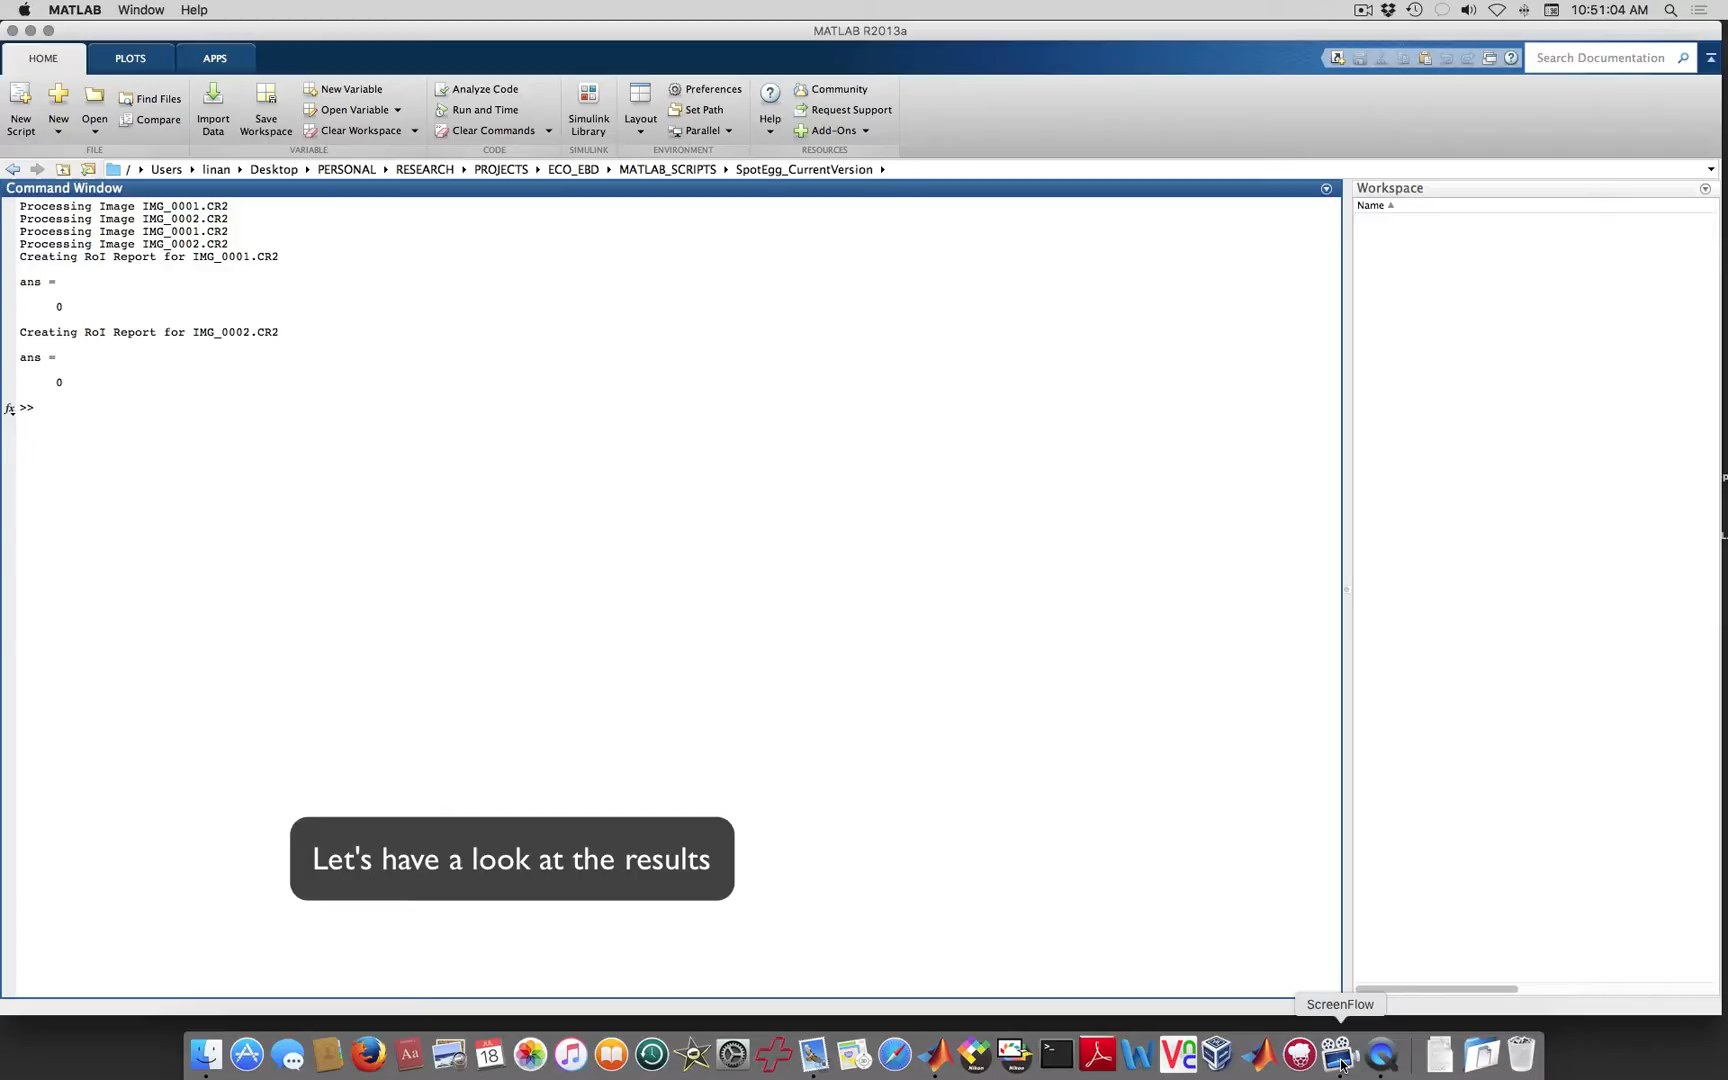 MATLAB Window Help 10:51:04 AM
MATLAB R2013a
HOME PLOTS APPS Search Documentation
New Script
New
Open
Find Files
Compare
FILE
Import Data
Save Workspace
New Variable
Open Variable
Clear Workspace
VARIABLE
Analyze Code
Run and Time
Clear Commands
CODE
Simulink Library
SIMULINK
Layout
Preferences
Set Path
Parallel
ENVIRONMENT
Help
Community
Request Support
Add-Ons
RESOURCES
/ Users linan Desktop PERSONAL RESEARCH PROJECTS ECO_EBD MATLAB_SCRIPTS SpotEgg_CurrentVersion
Command Window
Processing Image IMG_0001.CR2
Processing Image IMG_0002.CR2
Processing Image IMG_0001.CR2
Processing Image IMG_0002.CR2
Creating RoI Report for IMG_0001.CR2
ans =
0
Creating RoI Report for IMG_0002.CR2
ans =
0
fx >>
Workspace
Name
Let's have a look at the results
ScreenFlow
JUL
18